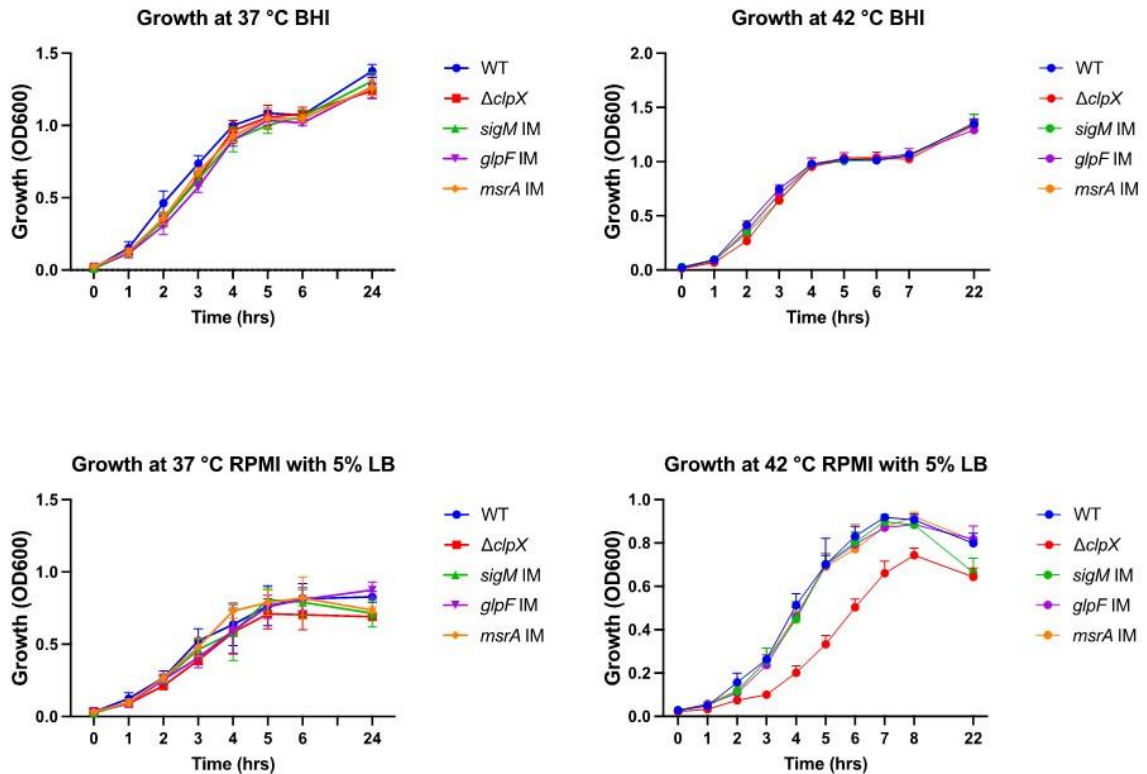 Growth at 37 °C BHI
Growth (OD600)
1.5
1.0
0.5
0.0
0 1 2 3 4 5 6 24
Time (hrs)
WT
ΔclpX
sigM IM
glpF IM
msrA IM
Growth at 42 °C BHI
Growth (OD600)
2.0
1.5
1.0
0.5
0.0
0 1 2 3 4 5 6 7 22
Time (hrs)
WT
ΔclpX
sigM IM
glpF IM
msrA IM
Growth at 37 °C RPMI with 5% LB
Growth (OD600)
1.5
1.0
0.5
0.0
0 1 2 3 4 5 6 24
Time (hrs)
WT
ΔclpX
sigM IM
glpF IM
msrA IM
Growth at 42 °C RPMI with 5% LB
Growth (OD600)
1.0
0.8
0.6
0.4
0.2
0.0
0 1 2 3 4 5 6 7 8 22
Time (hrs)
WT
ΔclpX
sigM IM
glpF IM
msrA IM